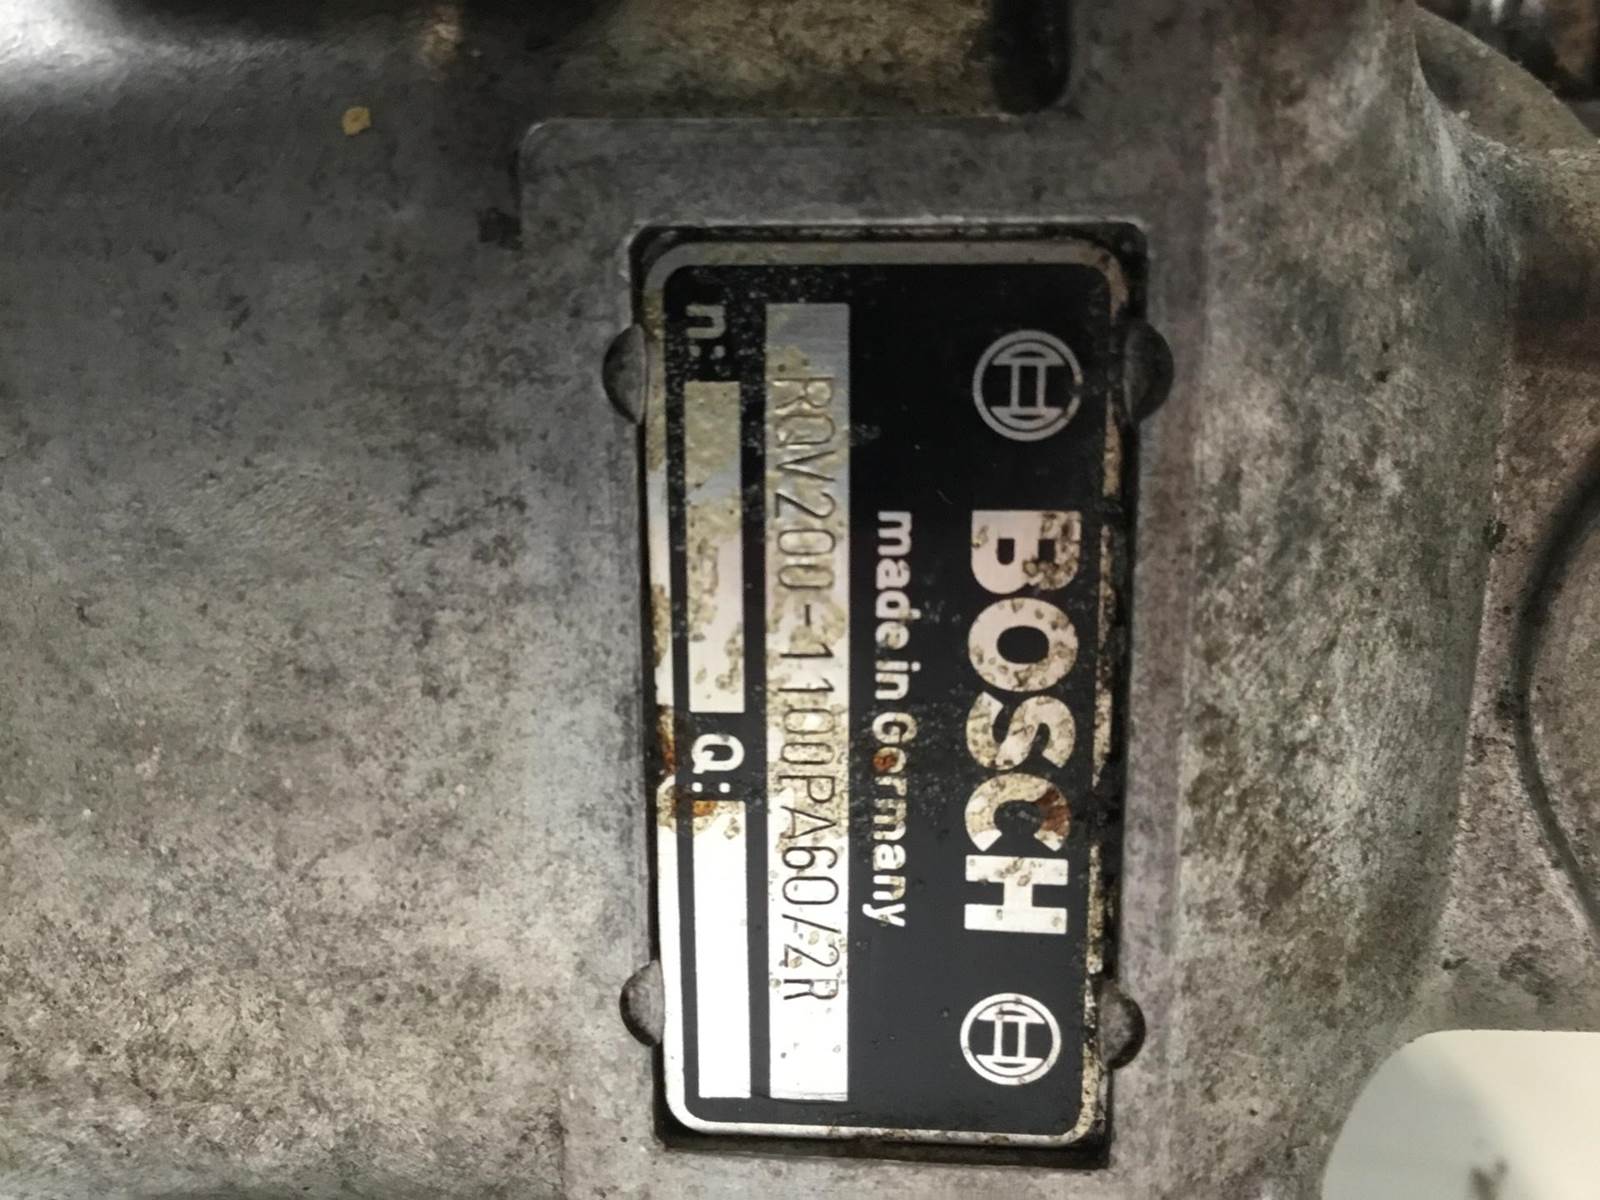 BOSCH
made in Germany
RQV200-1100PA60/2R
n: Q: